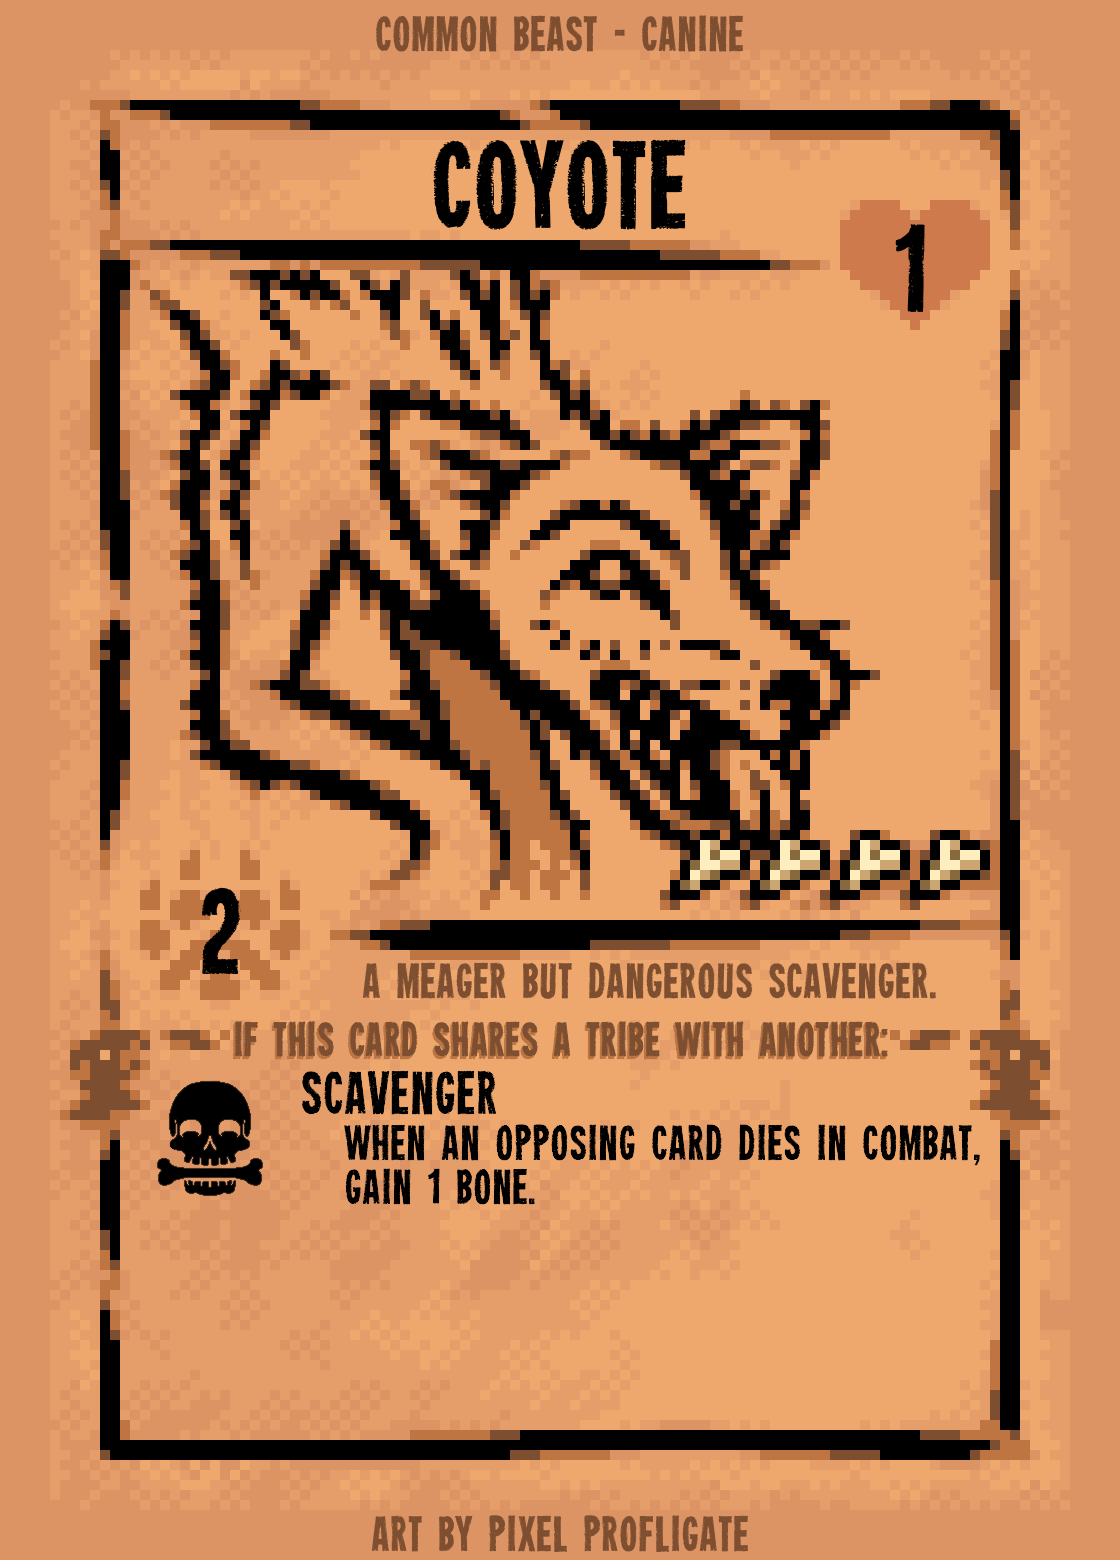 COMMON BEAST - CANINE
COYOTE
1
2
A MEAGER BUT DANGEROUS SCAVENGER.
IF THIS CARD SHARES A TRIBE WITH ANOTHER:
SCAVENGER
WHEN AN OPPOSING CARD DIES IN COMBAT,
GAIN 1 BONE.
ART BY PIXEL PROFLIGATE